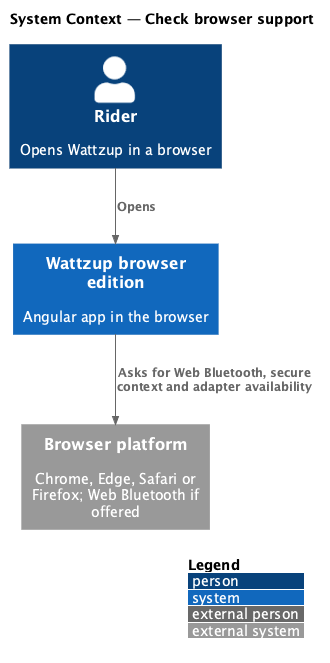 System Context — Check browser support
Rider
Opens Wattzup in a browser
Opens
Wattzup browser
edition
Angular app in the browser
Asks for Web Bluetooth, secure
context and adapter availability
Browser platform
Chrome, Edge, Safari or
Firefox; Web Bluetooth if
offered
Legend
person
system
external person
external system